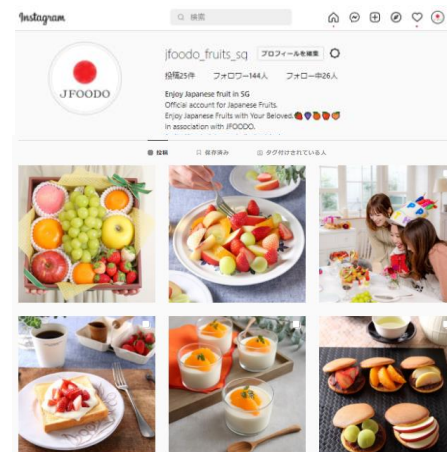 Instagram
検索
jfoodo_fruits_sg プロフィールを編集
投稿25件 フォロワー144人 フォロー中26人
JFOODO
Enjoy Japanese fruit in SG
Official account for Japanese Fruits.
Enjoy Japanese Fruits with Your Beloved.
In association with JFOODO.
投稿 保存済み タグ付けされている人